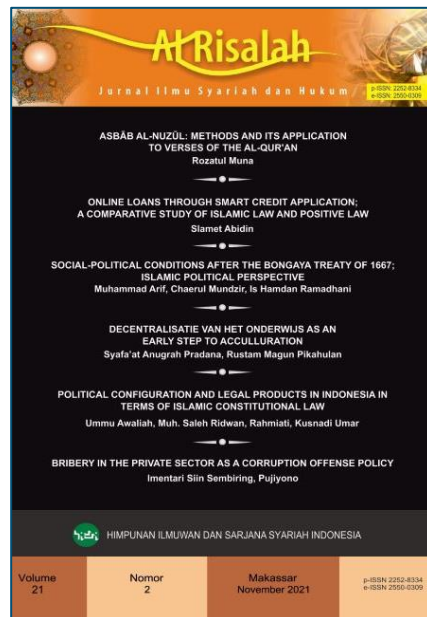 Al Risalah
Jurnal Ilmu Syariah dan Hukum
p-ISSN: 2252-8334
e-ISSN: 2550-0309
ASBĀB AL-NUZŪL: METHODS AND ITS APPLICATION
TO VERSES OF THE AL-QUR'AN
Rozatul Muna
ONLINE LOANS THROUGH SMART CREDIT APPLICATION;
A COMPARATIVE STUDY OF ISLAMIC LAW AND POSITIVE LAW
Slamet Abidin
SOCIAL-POLITICAL CONDITIONS AFTER THE BONGAYA TREATY OF 1667;
ISLAMIC POLITICAL PERSPECTIVE
Muhammad Arif, Chaerul Mundzir, Is Hamdan Ramadhani
DECENTRALISATIE VAN HET ONDERWIJS AS AN
EARLY STEP TO ACCULLURATION
Syafa'at Anugrah Pradana, Rustam Magun Pikahulan
POLITICAL CONFIGURATION AND LEGAL PRODUCTS IN INDONESIA IN
TERMS OF ISLAMIC CONSTITUTIONAL LAW
Ummu Awaliah, Muh. Saleh Ridwan, Rahmiati, Kusnadi Umar
BRIBERY IN THE PRIVATE SECTOR AS A CORRUPTION OFFENSE POLICY
Imentari Siin Sembiring, Pujiyono
HIMPUNAN ILMUWAN DAN SARJANA SYARIAH INDONESIA
Volume
21
Nomor
2
Makassar
November 2021
p-ISSN 2252-8334
e-ISSN 2550-0309